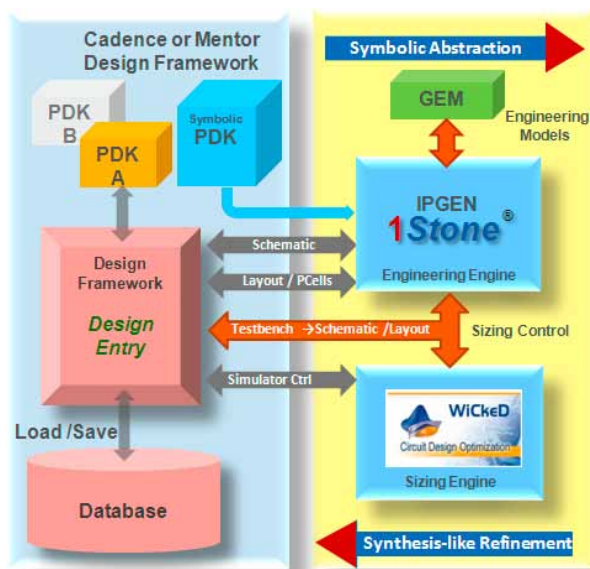 Cadence or Mentor
Design Framework
PDK
B
PDK
A
Symbolic
PDK
Symbolic Abstraction
GEM
Engineering
Models
IPGEN
1Stone®
Engineering Engine
Schematic
Layout / PCells
Testbench →Schematic /Layout
Simulator Ctrl
Design
Framework
Design
Entry
Sizing Control
Load /Save
Database
WiCkeD
Circuit Design Optimization
Sizing Engine
Synthesis-like Refinement